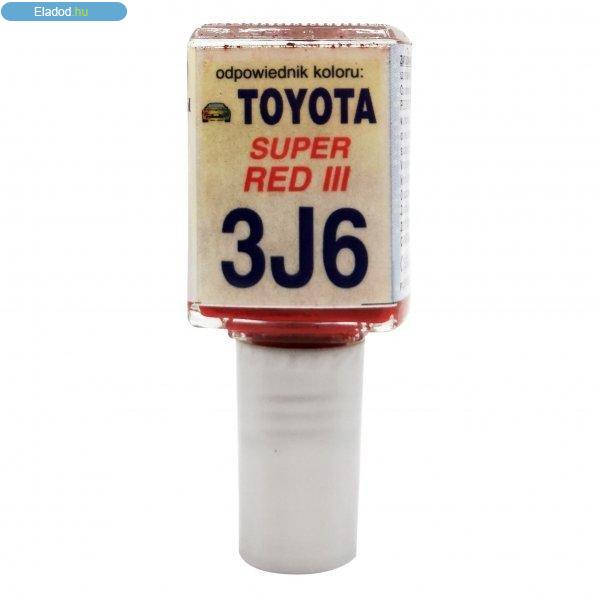 Eladod.hu
odpowiednik koloru:
TOYOTA
SUPER
RED III
3J6